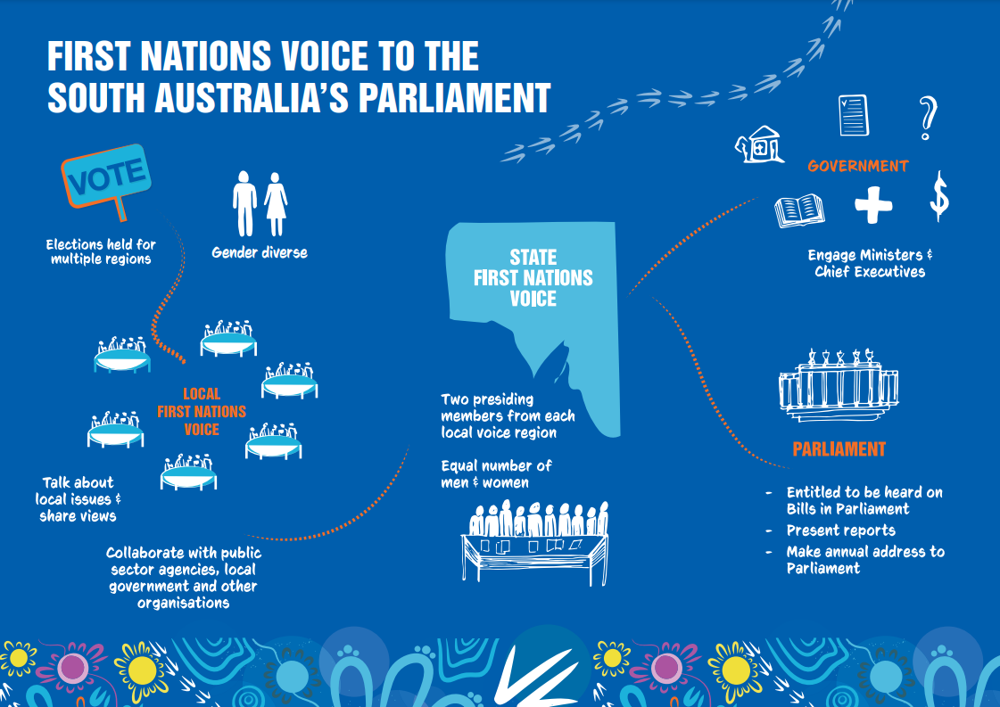 FIRST NATIONS VOICE TO THE
SOUTH AUSTRALIA'S PARLIAMENT
VOTE
Elections held for
multiple regions
Gender diverse
LOCAL
FIRST NATIONS
VOICE
Talk about
local issues &
share views
Collaborate with public
sector agencies, local
government and other
organisations
STATE
FIRST NATIONS
VOICE
Two presiding
members from each
local voice region
Equal number of
men & women
?
GOVERNMENT
$
Engage Ministers &
Chief Executives
PARLIAMENT
- Entitled to be heard on
Bills in Parliament
- Present reports
- Make annual address to
Parliament